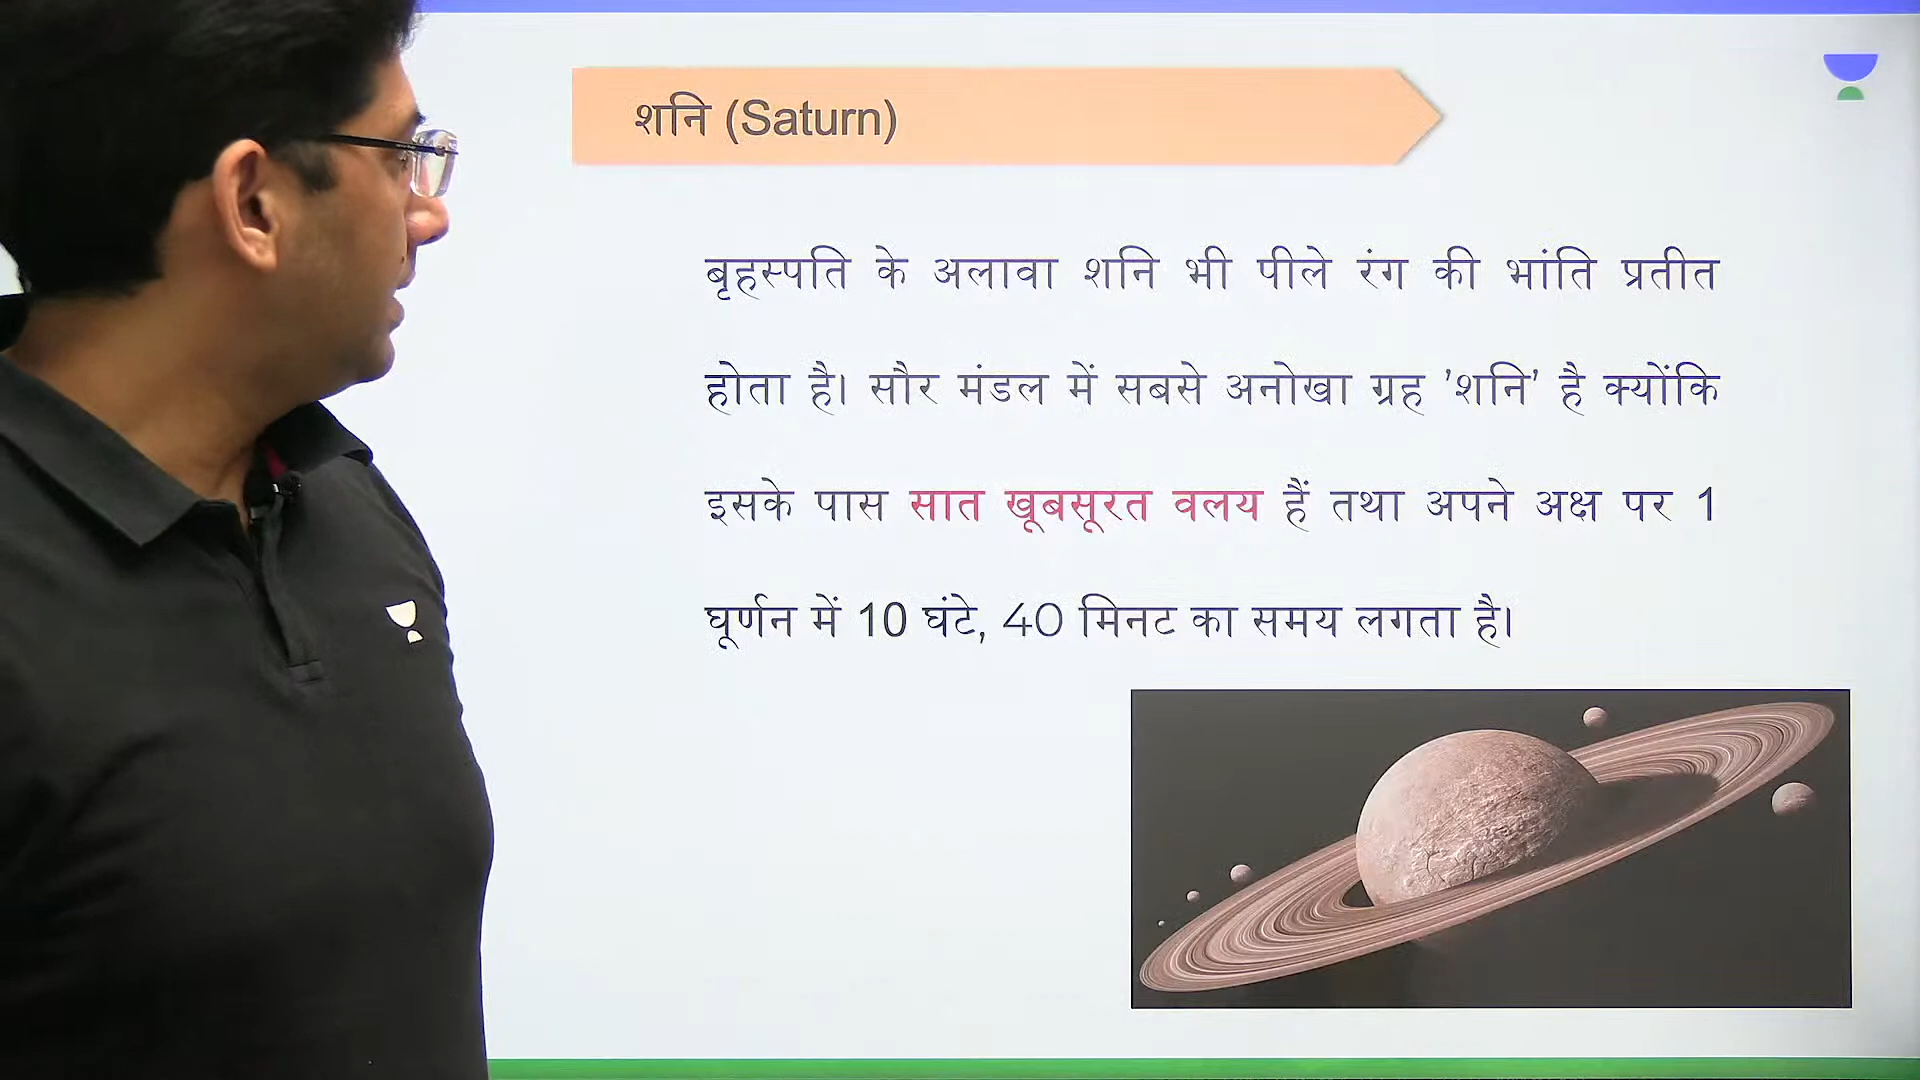 शनि (Saturn)
बृहस्पति के अलावा शनि भी पीले रंग की भांति प्रतीत
होता है। सौर मंडल में सबसे अनोखा ग्रह 'शनि' है क्योंकि
इसके पास सात खूबसूरत वलय हैं तथा अपने अक्ष पर 1
घूर्णन में 10 घंटे, 40 मिनट का समय लगता है।